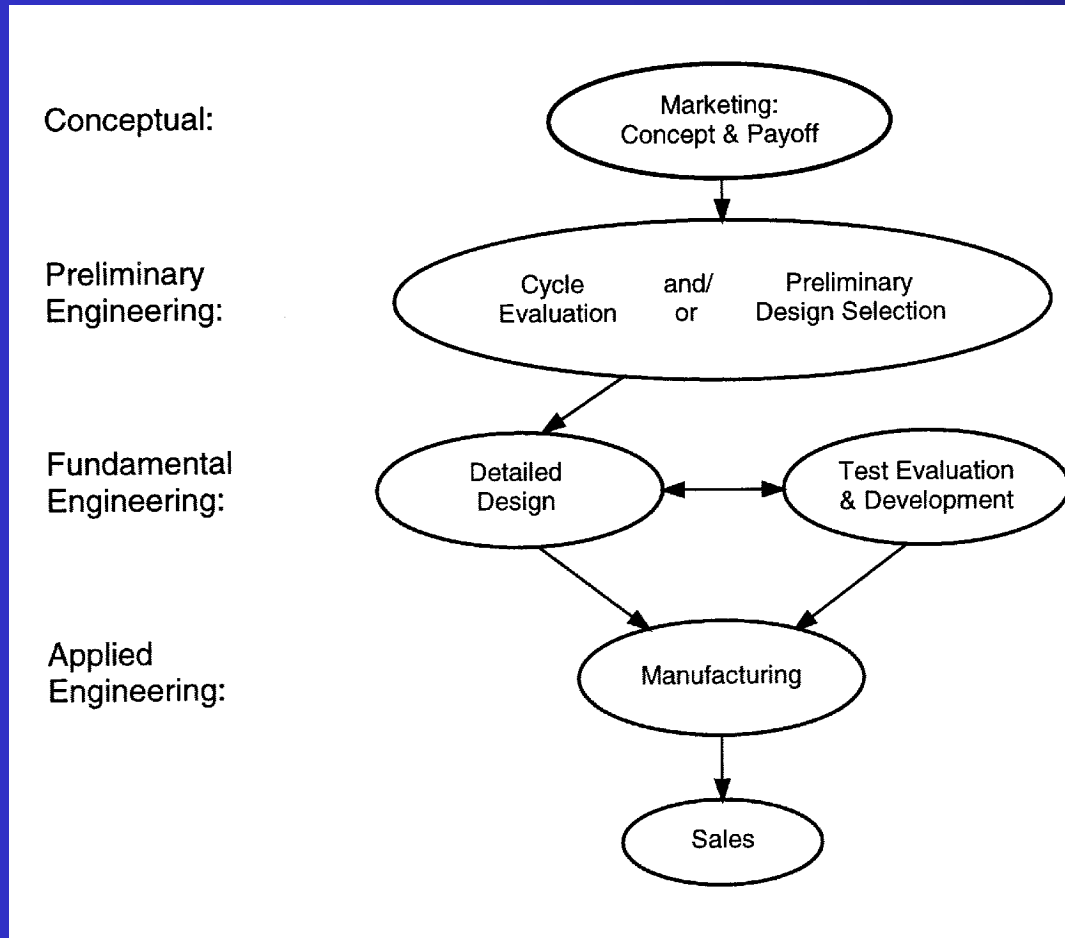 Conceptual:
Marketing:
Concept & Payoff
Preliminary
Engineering:
Cycle and/ Preliminary
Evaluation or Design Selection
Fundamental
Engineering:
Detailed
Design
Test Evaluation
& Development
Applied
Engineering:
Manufacturing
Sales